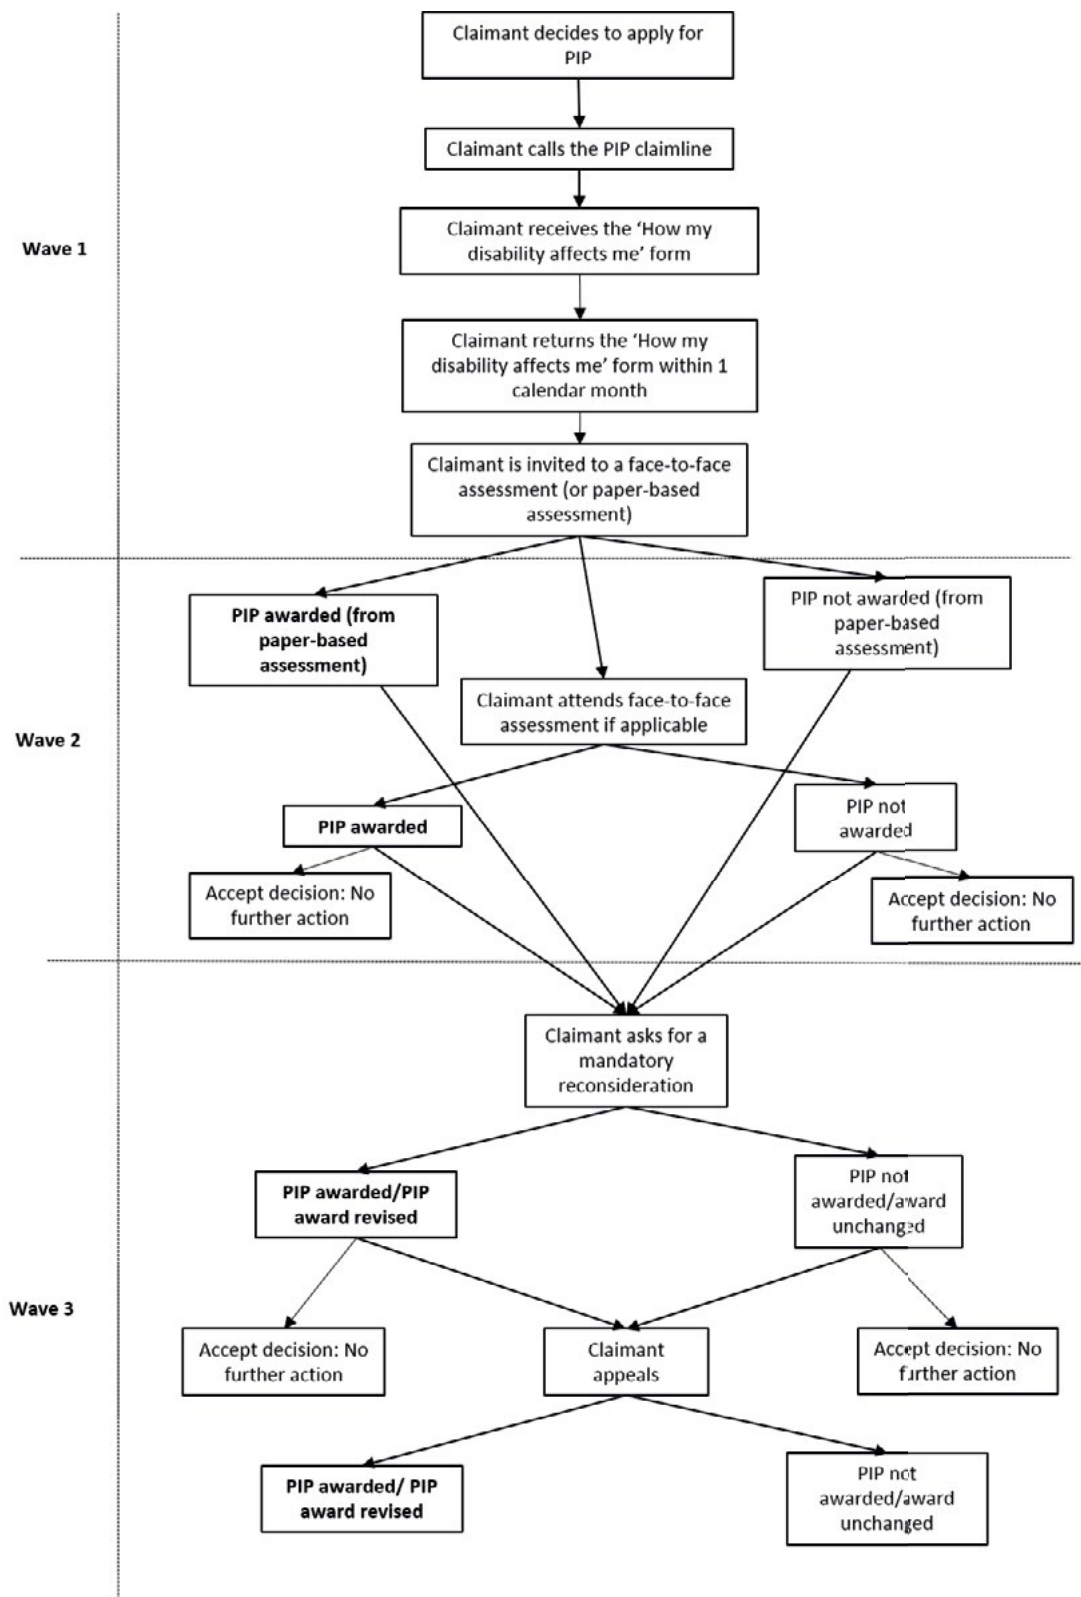 Claimant decides to apply for
PIP
Claimant calls the PIP claimline
Wave 1
Claimant receives the ‘How my
disability affects me’ form
Claimant returns the ‘How my
disability affects me’ form within 1
calendar month
Claimant is invited to a face-to-face
assessment (or paper-based
assessment)
PIP awarded (from
paper-based
assessment)
PIP not awarded (from
paper-based
assessment)
Wave 2
Claimant attends face-to-face
assessment if applicable
PIP awarded
PIP not
awarded
Accept decision: No
further action
Accept decision: No
further action
Claimant asks for a
mandatory
reconsideration
PIP awarded/PIP
award revised
PIP not
awarded/award
unchanged
Wave 3
Accept decision: No
further action
Claimant
appeals
Accept decision: No
further action
PIP awarded/ PIP
award revised
PIP not
awarded/award
unchanged